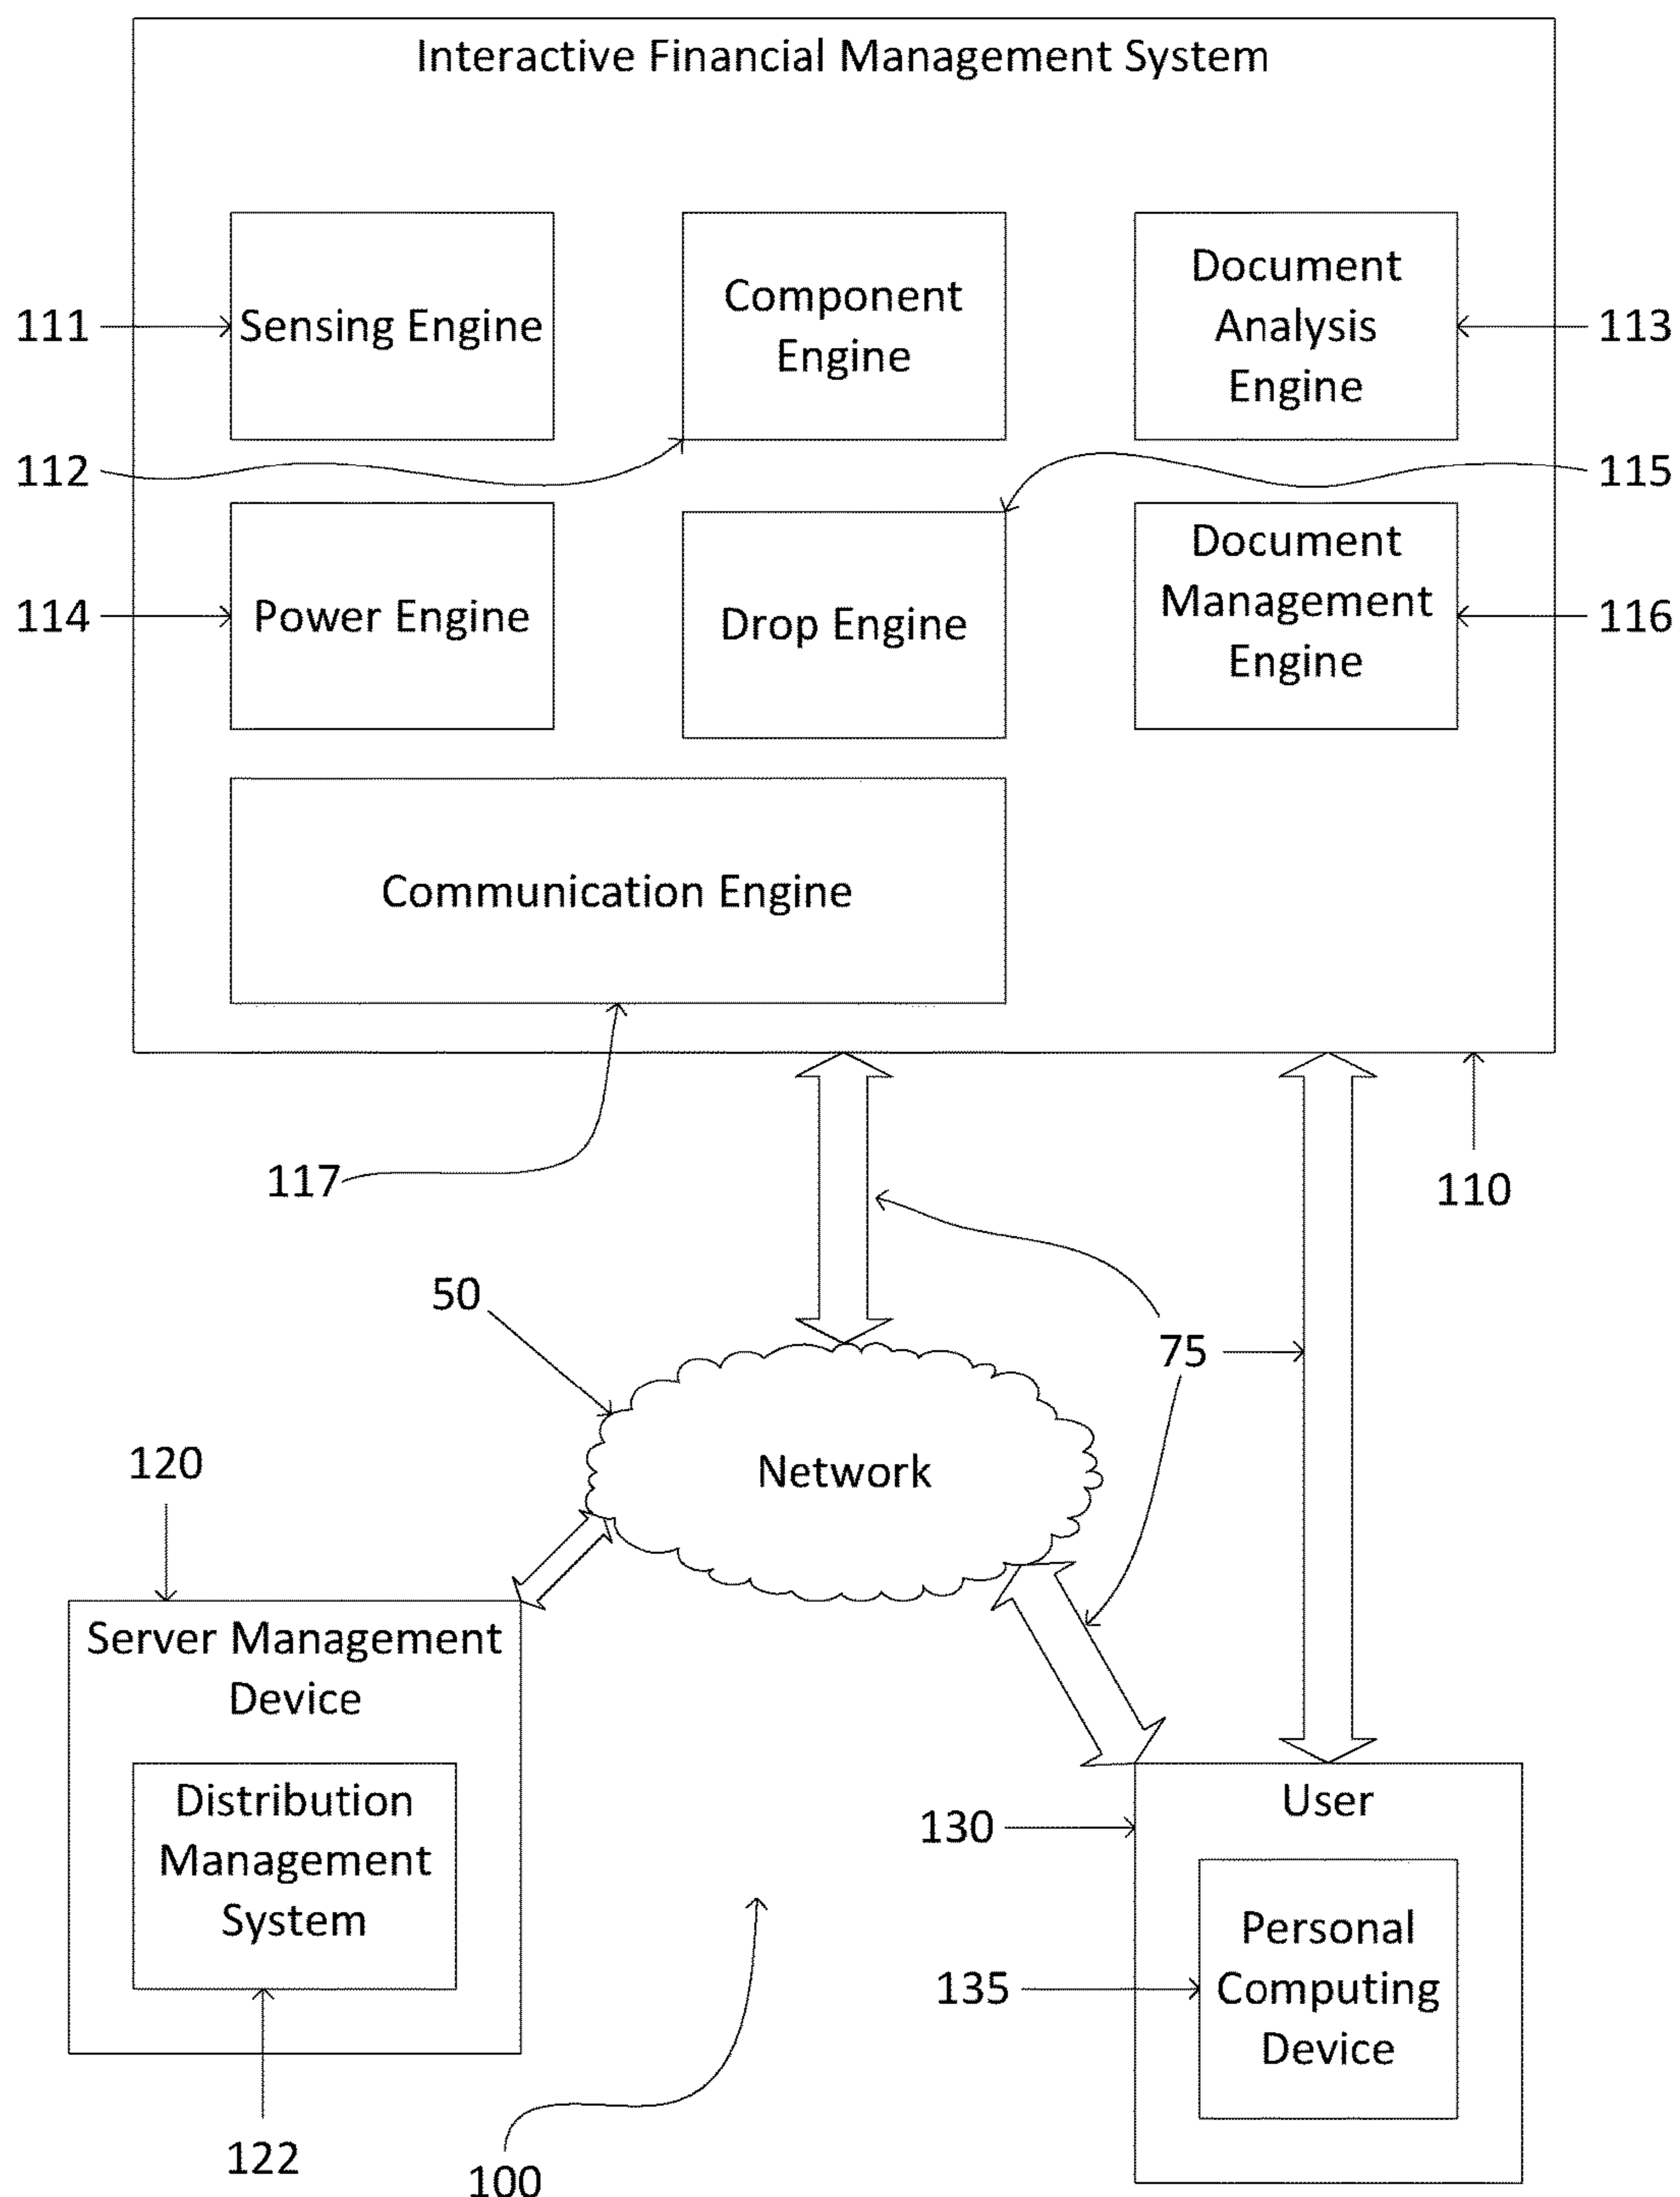 Interactive Financial Management System
111
Sensing Engine
Component
Engine
Document
Analysis
Engine
113
112
115
114
Power Engine
Drop Engine
Document
Management
Engine
116
Communication Engine
117
110
50
75
Network
120
Server Management
Device
Distribution
Management
System
122
100
130
User
135
Personal
Computing
Device